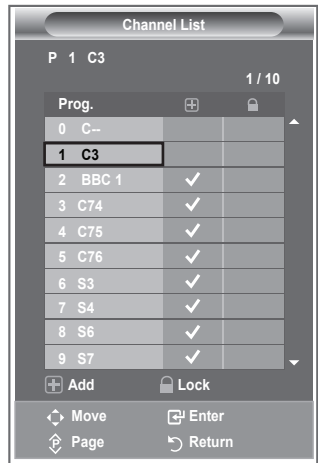 Channel List
P 1 C3
1 / 10
Prog.
0 C--
1 C3
2 BBC 1
3 C74
4 C75
5 C76
6 S3
7 S4
8 S6
9 S7
Add Lock
Move Enter
Page Return